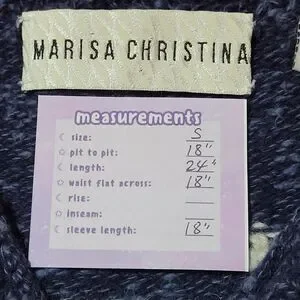 MARISA CHRISTINA
measurements
size: S
pit to pit: 18"
length: 24"
waist flat across: 18"
rise:
inseam:
sleeve length: 18"